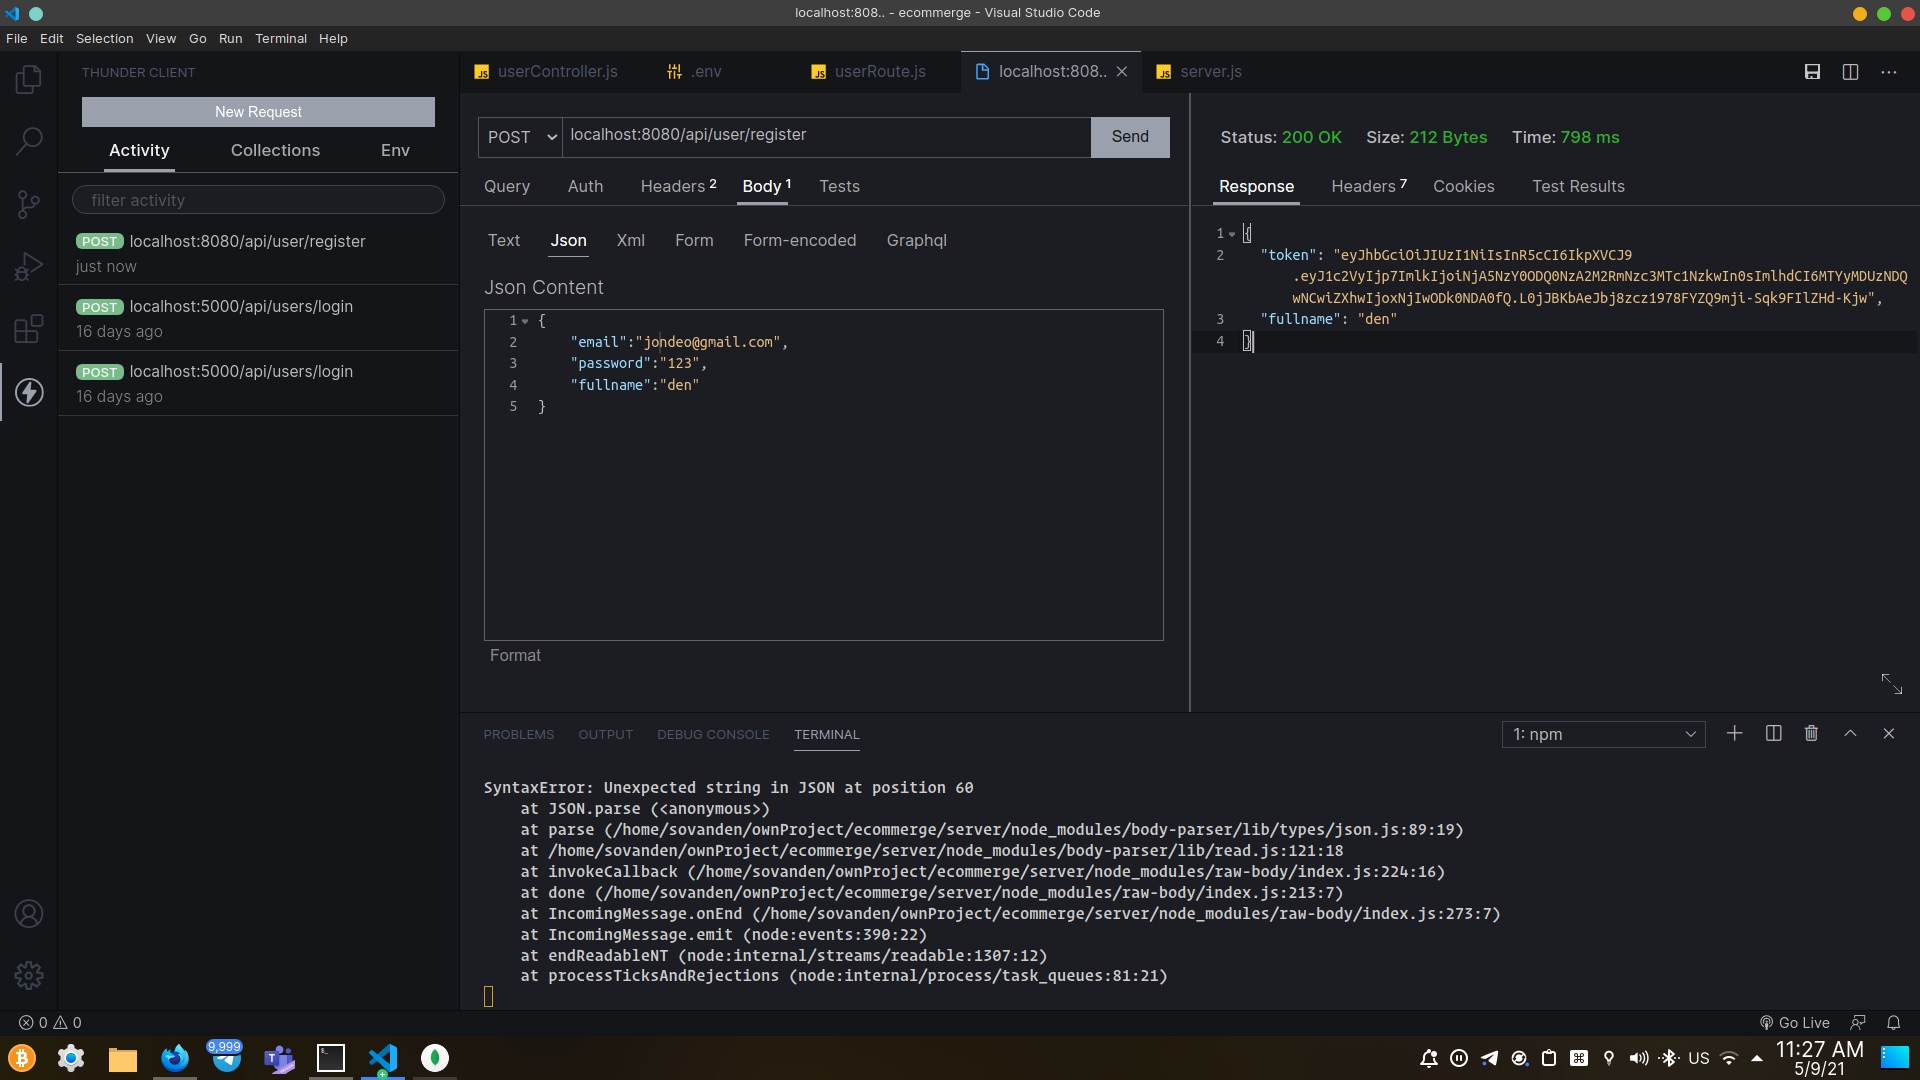 localhost:808.. - ecommerge - Visual Studio Code
File Edit Selection View Go Run Terminal Help
THUNDER CLIENT
New Request
Activity Collections Env
filter activity
POST localhost:8080/api/user/register
just now
POST localhost:5000/api/users/login
16 days ago
POST localhost:5000/api/users/login
16 days ago
JS userController.js .env JS userRoute.js localhost:808.. JS server.js
POST localhost:8080/api/user/register Send
Query Auth Headers 2 Body 1 Tests
Text Json Xml Form Form-encoded Graphql
Json Content
1 {
2 "email":"jondeo@gmail.com",
3 "password":"123",
4 "fullname":"den"
5 }
Format
Status: 200 OK Size: 212 Bytes Time: 798 ms
Response Headers 7 Cookies Test Results
1 {
2 "token": "eyJhbGciOiJIUzI1NiIsInR5cCI6IkpXVCJ9
.eyJ1c2VyIjp7ImlkIjoiNjA5NzY0ODQ0NzA2M2RmNzc3MTc1NzkwIn0sImlhdCI6MTYyMDUzNDQ
wNCwiZXhwIjoxNjIwODk0NDA0fQ.L0jJBKbAeJbj8zcz1978FYZQ9mji-Sqk9FIlZHd-Kjw",
3 "fullname": "den"
4 }
PROBLEMS OUTPUT DEBUG CONSOLE TERMINAL 1: npm
SyntaxError: Unexpected string in JSON at position 60
at JSON.parse (<anonymous>)
at parse (/home/sovanden/ownProject/ecommerge/server/node_modules/body-parser/lib/types/json.js:89:19)
at /home/sovanden/ownProject/ecommerge/server/node_modules/body-parser/lib/read.js:121:18
at invokeCallback (/home/sovanden/ownProject/ecommerge/server/node_modules/raw-body/index.js:224:16)
at done (/home/sovanden/ownProject/ecommerge/server/node_modules/raw-body/index.js:213:7)
at IncomingMessage.onEnd (/home/sovanden/ownProject/ecommerge/server/node_modules/raw-body/index.js:273:7)
at IncomingMessage.emit (node:events:390:22)
at endReadableNT (node:internal/streams/readable:1307:12)
at processTicksAndRejections (node:internal/process/task_queues:81:21)
0 0 Go Live
9,999 US 11:27 AM
5/9/21